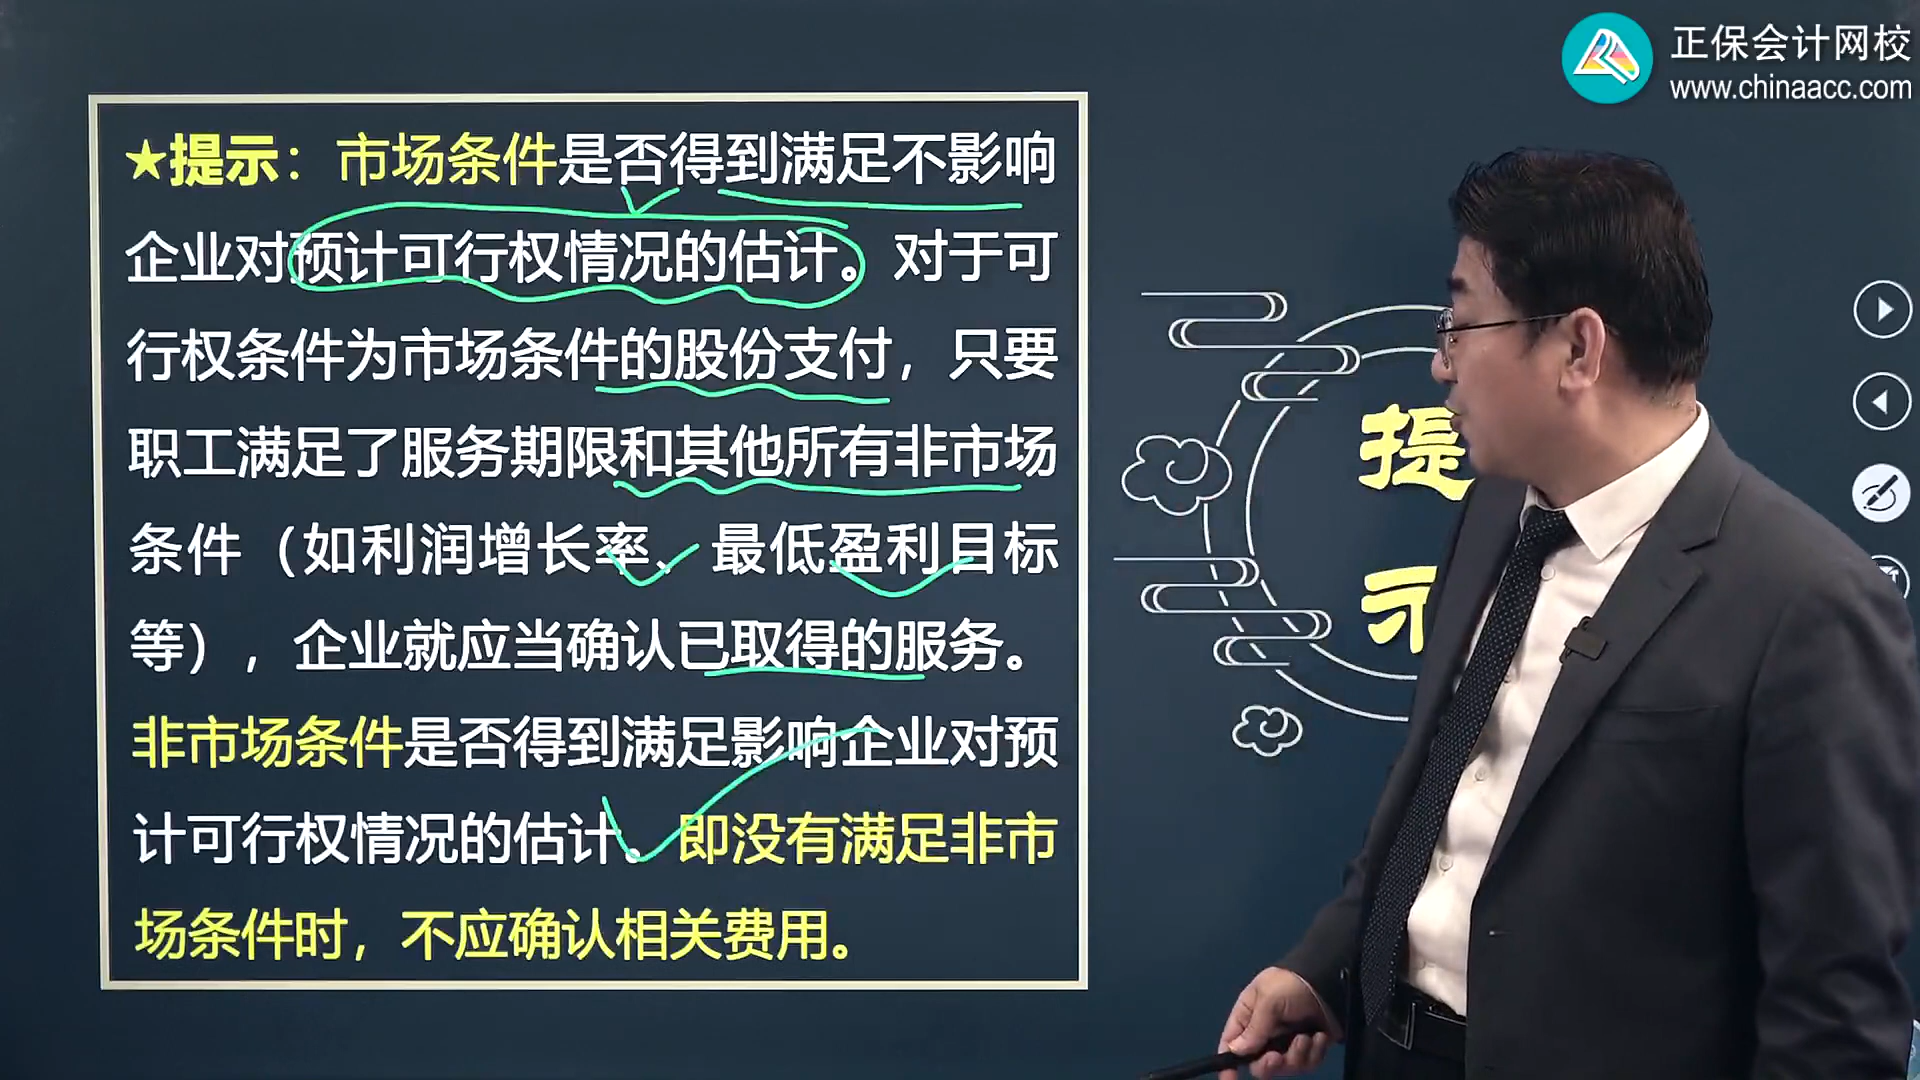 正保会计网校
www.chinaacc.com
★提示：市场条件是否得到满足不影响
企业对预计可行权情况的估计。对于可
行权条件为市场条件的股份支付，只要
职工满足了服务期限和其他所有非市场
条件（如利润增长率、最低盈利目标
等），企业就应当确认已取得的服务。
非市场条件是否得到满足影响企业对预
计可行权情况的估计。即没有满足非市
场条件时，不应确认相关费用。
提
示